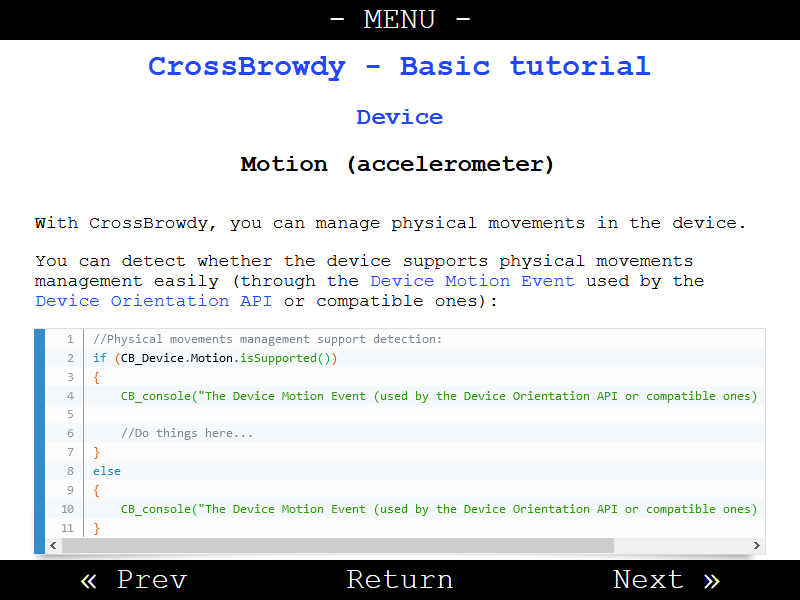 - MENU -
CrossBrowdy - Basic tutorial
Device
Motion (accelerometer)
With CrossBrowdy, you can manage physical movements in the device.
You can detect whether the device supports physical movements
management easily (through the Device Motion Event used by the
Device Orientation API or compatible ones):
1 //Physical movements management support detection:
2 if (CB_Device.Motion.isSupported())
3 {
4 CB_console("The Device Motion Event (used by the Device Orientation API or compatible ones)
5
6 //Do things here...
7 }
8 else
9 {
10 CB_console("The Device Motion Event (used by the Device Orientation API or compatible ones)
11 }
« Prev Return Next »